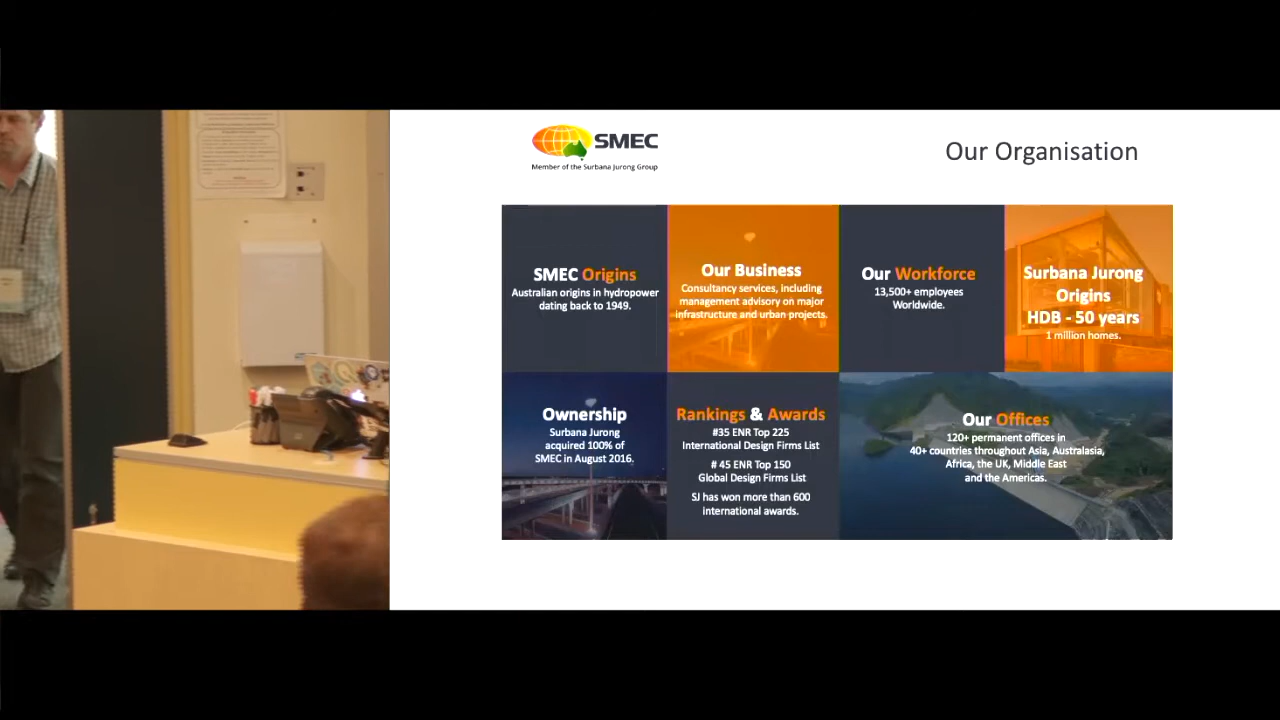 SMEC
Member of the Surbana Jurong Group
Our Organisation
SMEC Origins
Australian origins in hydropower
dating back to 1949.
Our Business
Consultancy services, including
management advisory on major
infrastructure and urban projects.
Our Workforce
13,500+ employees
Worldwide.
Surbana Jurong
Origins
HDB - 50 years
1 million homes.
Ownership
Surbana Jurong
acquired 100% of
SMEC in August 2016.
Rankings & Awards
#35 ENR Top 225
International Design Firms List
# 45 ENR Top 150
Global Design Firms List
SJ has won more than 600
international awards.
Our Offices
120+ permanent offices in
40+ countries throughout Asia, Australasia,
Africa, the UK, Middle East
and the Americas.